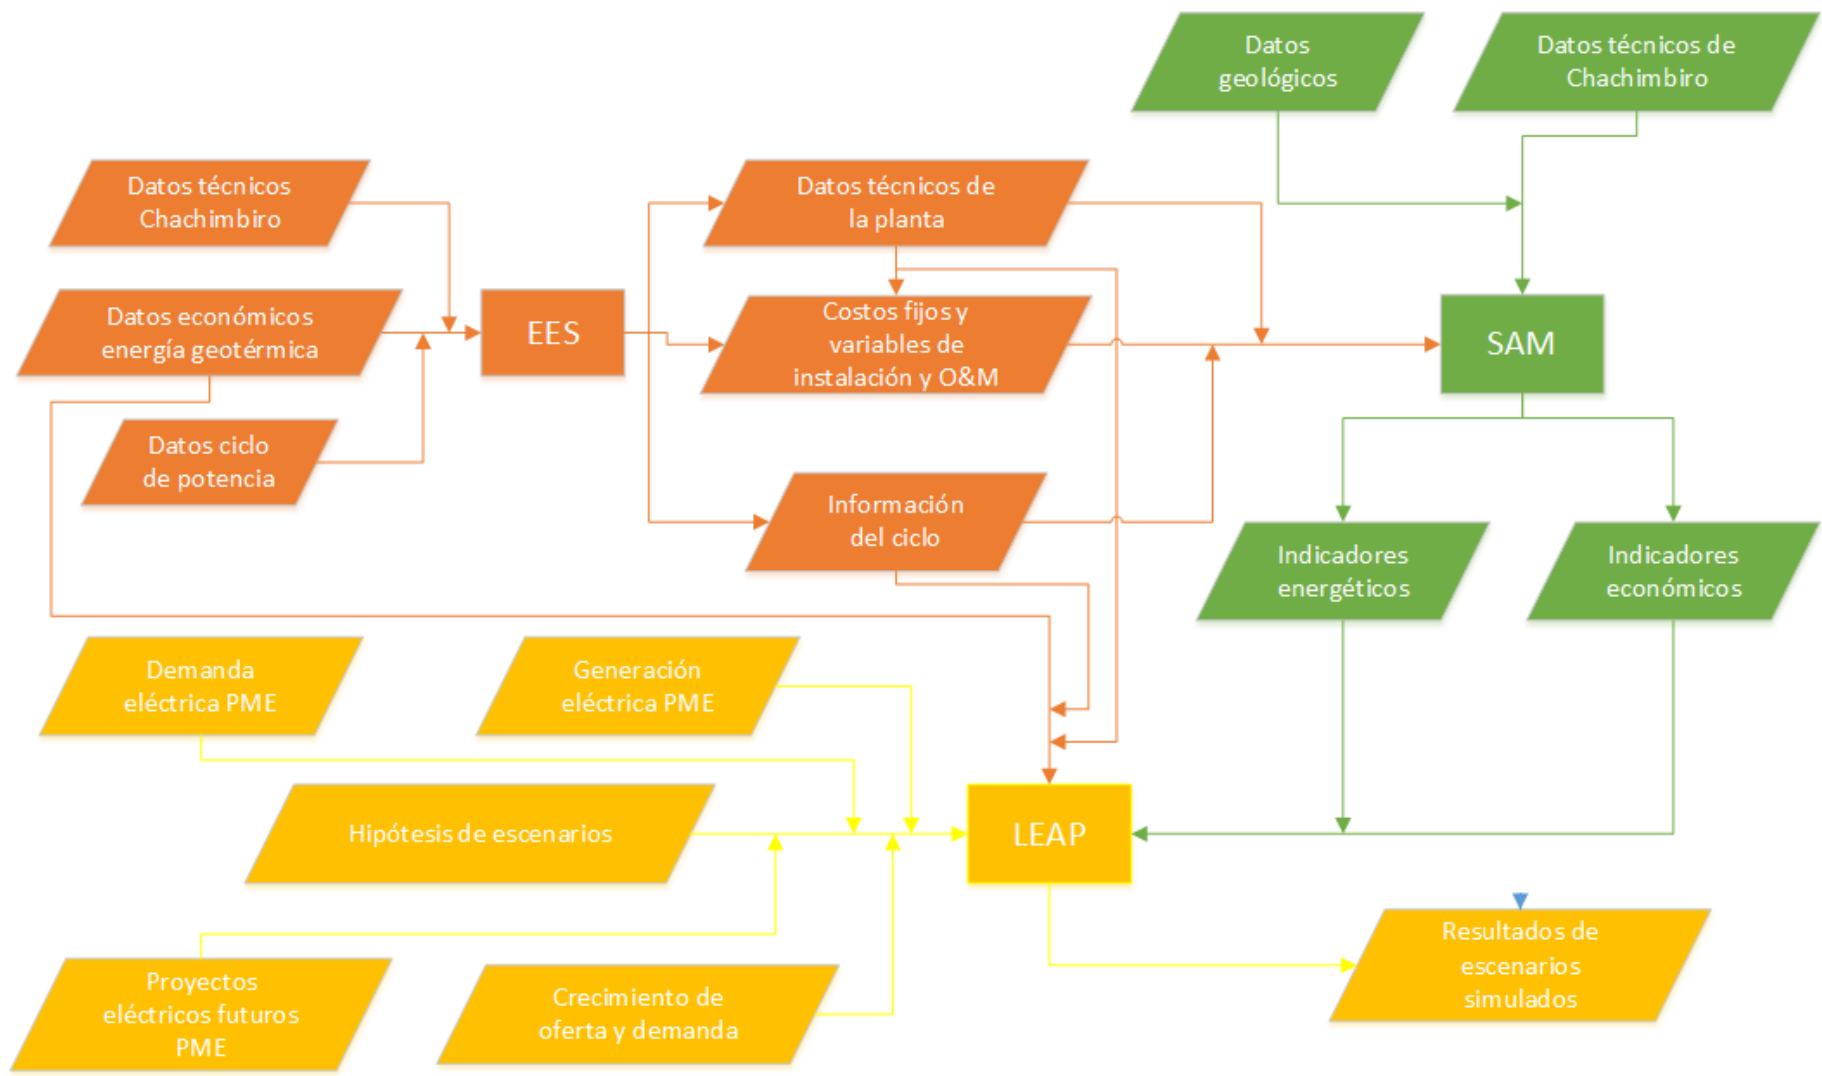 Datos
geológicos
Datos técnicos de
Chachimbiro
Datos técnicos
Chachimbiro
Datos técnicos de
la planta
Datos económicos
energía geotérmica
EES
Costos fijos y
variables de
instalación y O&M
SAM
Datos ciclo
de potencia
Información
del ciclo
Indicadores
energéticos
Indicadores
económicos
Demanda
eléctrica PME
Generación
eléctrica PME
Hipótesis de escenarios
LEAP
Resultados de
escenarios
simulados
Proyectos
eléctricos futuros
PME
Crecimiento de
oferta y demanda